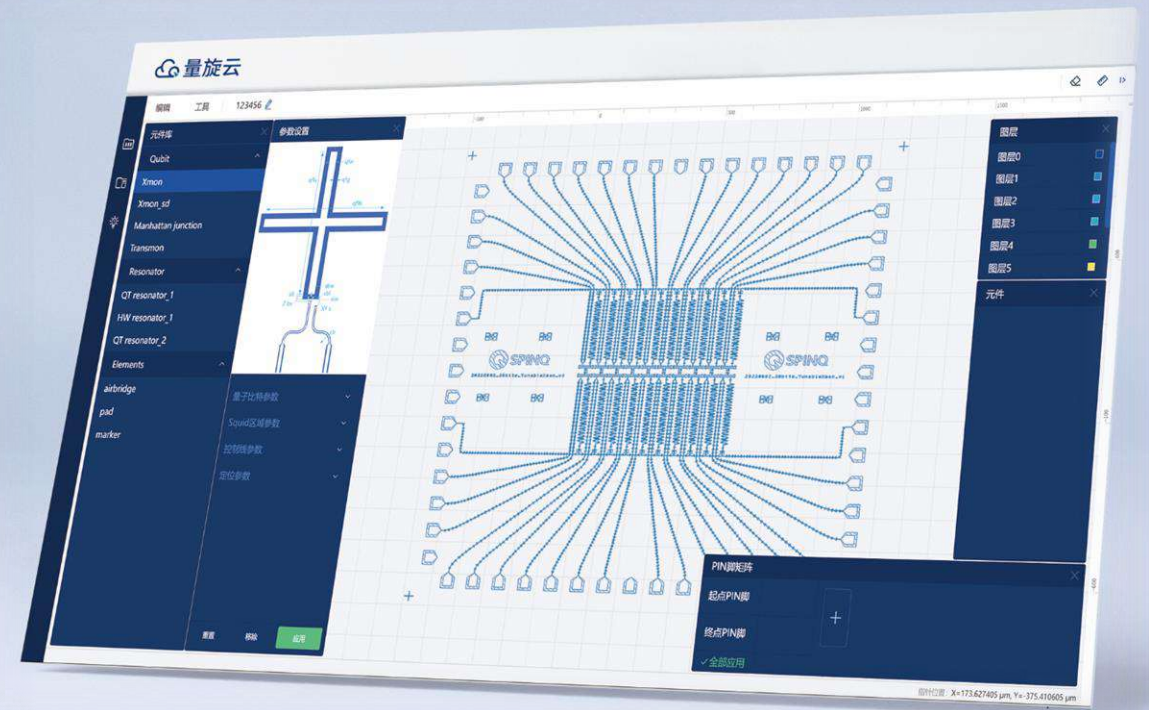 量旋云
编辑 工具 123456
元件库
参数设置
Qubit
Xmon
Xmon_sd
Manhattan junction
Transmon
Resonator
QT resonator_1
HW resonator_1
QT resonator_2
Elements
airbridge
pad
marker
量子比特参数
Squid区域参数
控制线参数
定位参数
重置 移除 应用
SPINQ
SPINQ
图层
图层0
图层1
图层2
图层3
图层4
图层5
元件
PIN脚矩阵
起点PIN脚
终点PIN脚
全部应用
指针位置: X=173.627405 μm, Y=-375.410605 μm